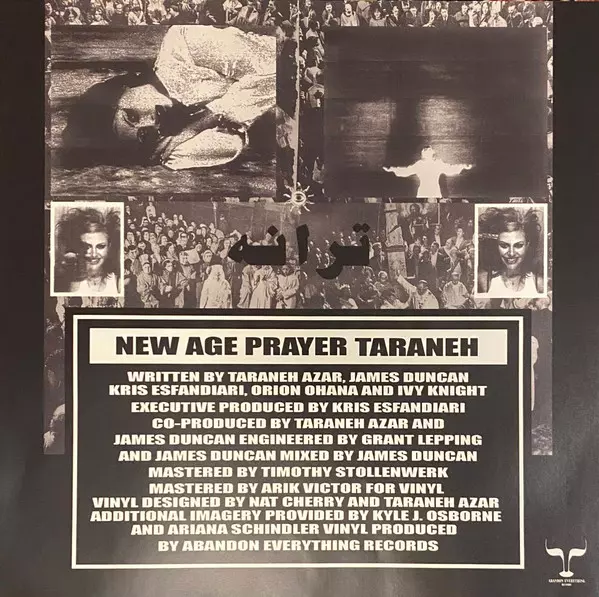 ترانه
NEW AGE PRAYER TARANEH
WRITTEN BY TARANEH AZAR, JAMES DUNCAN
KRIS ESFANDIARI, ORION OHANA AND IVY KNIGHT
EXECUTIVE PRODUCED BY KRIS ESFANDIARI
CO-PRODUCED BY TARANEH AZAR AND
JAMES DUNCAN ENGINEERED BY GRANT LEPPING
AND JAMES DUNCAN MIXED BY JAMES DUNCAN
MASTERED BY TIMOTHY STOLLENWERK
MASTERED BY ARIK VICTOR FOR VINYL
VINYL DESIGNED BY NAT CHERRY AND TARANEH AZAR
ADDITIONAL IMAGERY PROVIDED BY KYLE J. OSBORNE
AND ARIANA SCHINDLER VINYL PRODUCED
BY ABANDON EVERYTHING RECORDS
ABANDON EVERYTHING
RECORDS